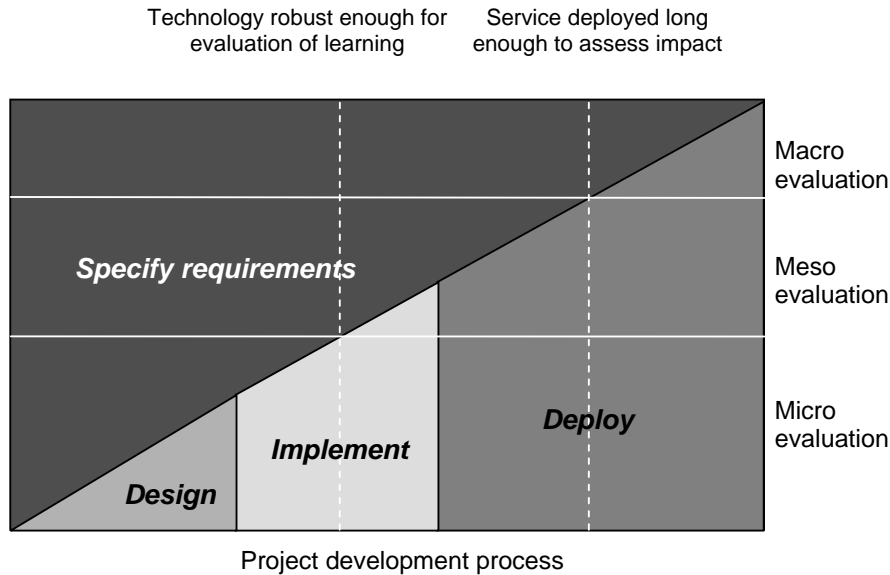 Technology robust enough for
evaluation of learning
Service deployed long
enough to assess impact
Macro
evaluation
Specify requirements
Meso
evaluation
Micro
evaluation
Deploy
Implement
Design
Project development process